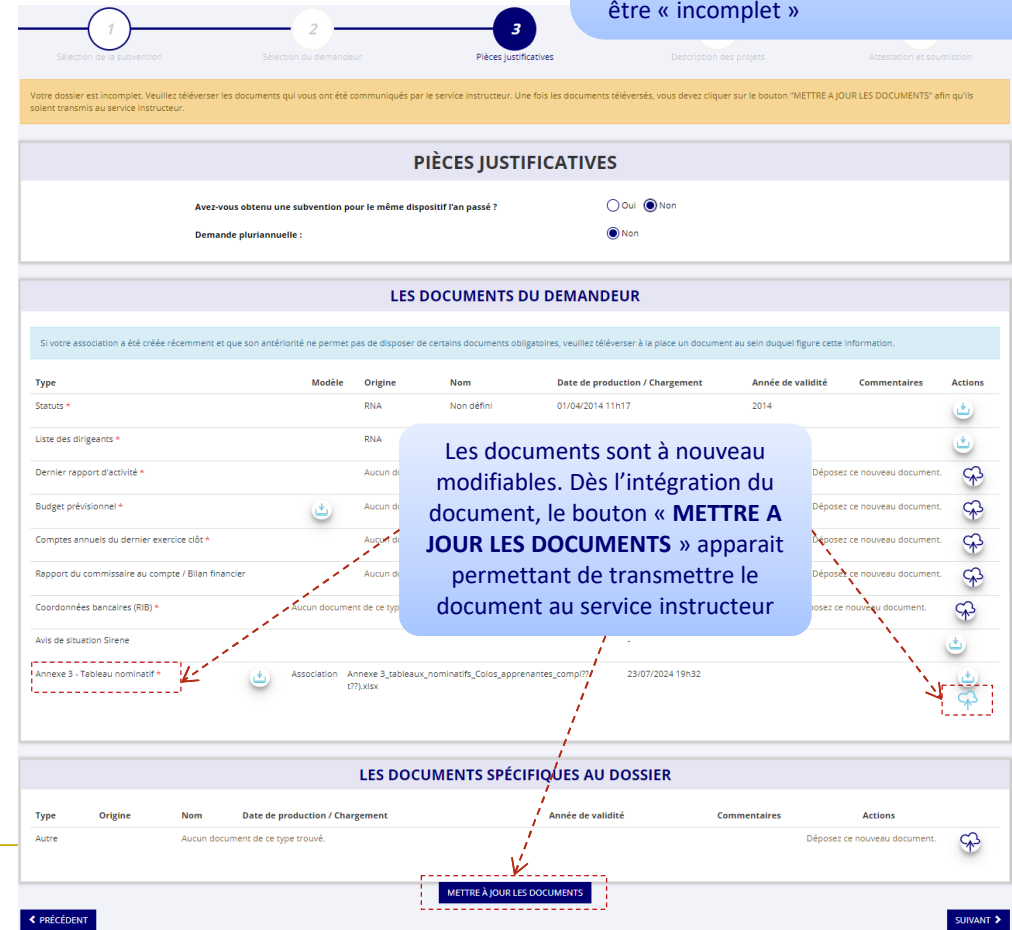 être « incomplet »
1
2
3
Sélection de la subvention
Sélection du demandeur
Pièces justificatives
Description des projets
Attestation et soumission
Votre dossier est incomplet. Veuillez téléverser les documents qui vous ont été communiqués par le service instructeur. Une fois les documents téléversés, vous devez cliquer sur le bouton "METTRE A JOUR LES DOCUMENTS" afin qu'ils
soient transmis au service instructeur.
PIÈCES JUSTIFICATIVES
Avez-vous obtenu une subvention pour le même dispositif l'an passé ? Oui Non
Demande pluriannuelle : Non
LES DOCUMENTS DU DEMANDEUR
Si votre association a été créée récemment et que son antériorité ne permet pas de disposer de certains documents obligatoires, veuillez téléverser à la place un document au sein duquel figure cette information.
Type Modèle Origine Nom Date de production / Chargement Année de validité Commentaires Actions
Statuts * RNA Non défini 01/04/2014 11h17 2014
Liste des dirigeants * RNA
Dernier rapport d'activité * Aucun Déposez ce nouveau document.
Budget prévisionnel * Aucun Déposez ce nouveau document.
Comptes annuels du dernier exercice clôt * Aucun Déposez ce nouveau document.
Rapport du commissaire au compte / Bilan financier Aucun Déposez ce nouveau document.
Coordonnées bancaires (RIB) * Aucun document de ce ce nouveau document.
Avis de situation Sirene -
Annexe 3 - Tableau nominatif * Association Annexe 3_tableaux_nominatifs_Colos_apprenantes_compl?? 23/07/2024 19h32
t??).xlsx
Les documents sont à nouveau
modifiables. Dès l'intégration du
document, le bouton « METTRE A
JOUR LES DOCUMENTS » apparait
permettant de transmettre le
document au service instructeur
LES DOCUMENTS SPÉCIFIQUES AU DOSSIER
Type Origine Nom Date de production / Chargement Année de validité Commentaires Actions
Autre Aucun document de ce type trouvé. Déposez ce nouveau document.
METTRE À JOUR LES DOCUMENTS
PRÉCÉDENT
SUIVANT